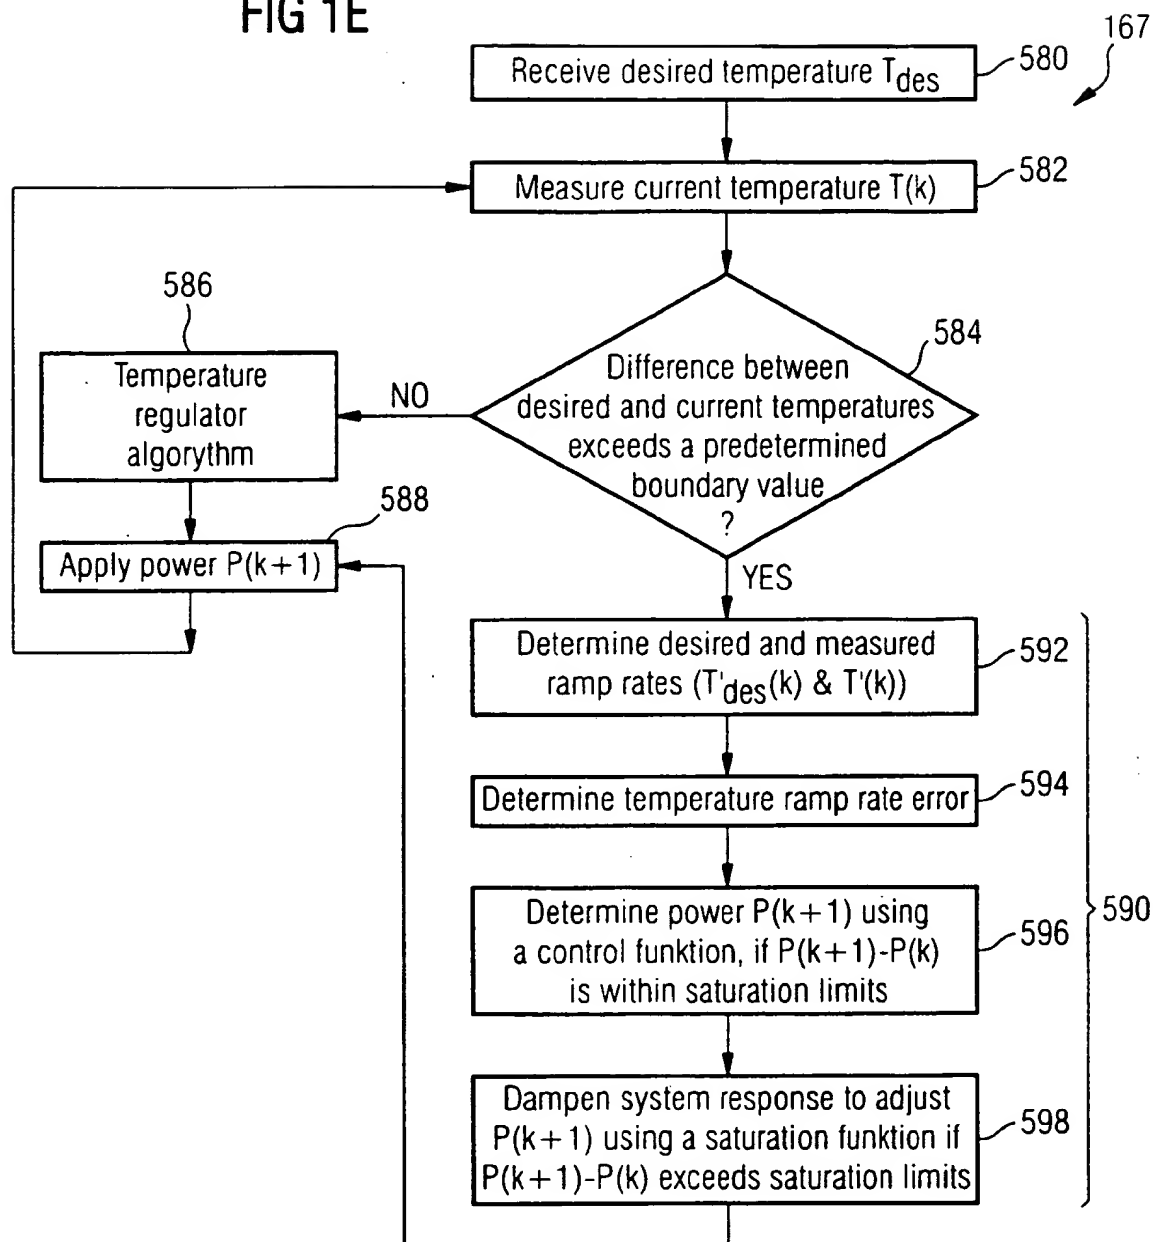 FIG 1E
167
Receive desired temperature Tdes
580
Measure current temperature T(k)
582
586
584
Temperature
regulator
algorythm
NO
Difference between
desired and current temperatures
exceeds a predetermined
boundary value
?
588
Apply power P(k+1)
YES
Determine desired and measured
ramp rates (T'des(k) & T'(k))
592
Determine temperature ramp rate error
594
Determine power P(k+1) using
a control funktion, if P(k+1)-P(k)
is within saturation limits
596
590
Dampen system response to adjust
P(k+1) using a saturation funktion if
P(k+1)-P(k) exceeds saturation limits
598